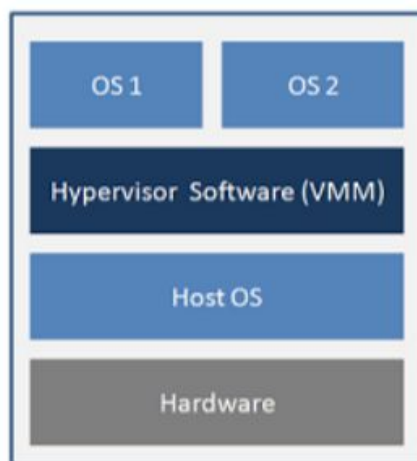 OS 1
OS 2
Hypervisor Software (VMM)
Host OS
Hardware